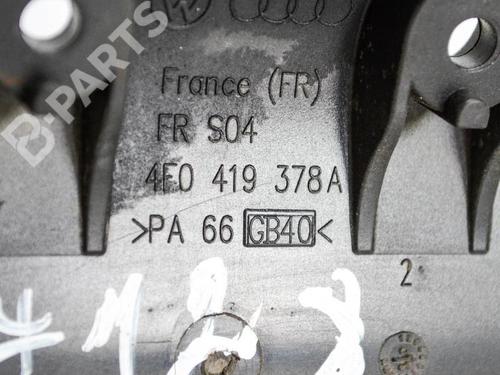 B-PARTS
France (FR)
FR S04
4F0 419 378A
>PA 66 GB40<
2